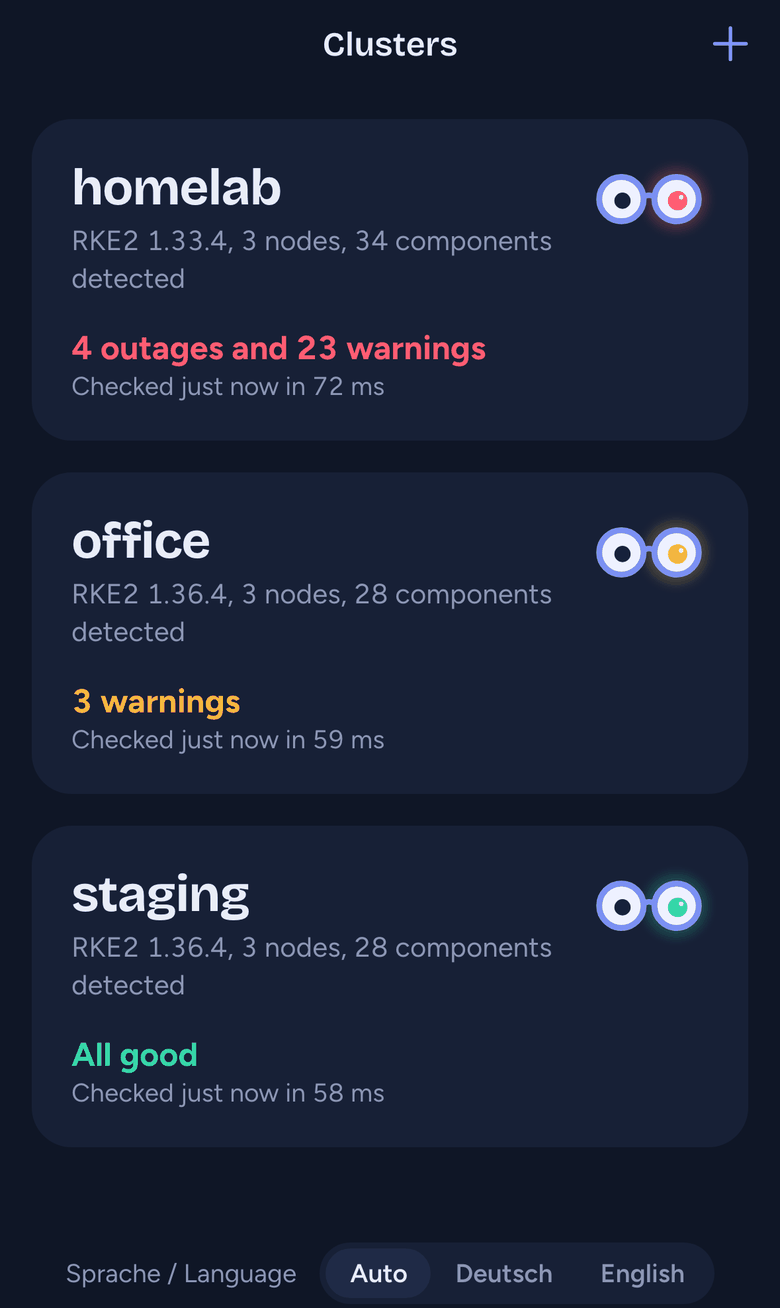 Clusters
homelab
RKE2 1.33.4, 3 nodes, 34 components
detected
4 outages and 23 warnings
Checked just now in 72 ms
office
RKE2 1.36.4, 3 nodes, 28 components
detected
3 warnings
Checked just now in 59 ms
staging
RKE2 1.36.4, 3 nodes, 28 components
detected
All good
Checked just now in 58 ms
Sprache / Language Auto Deutsch English